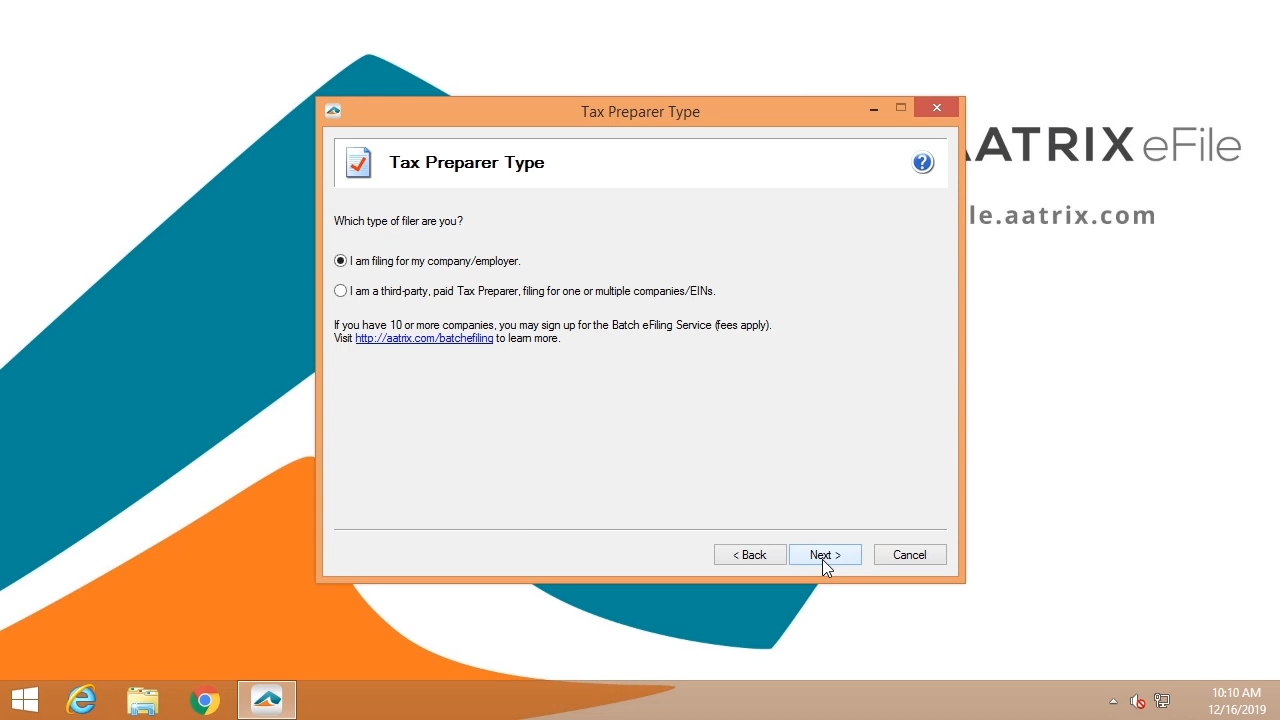 Tax Preparer Type
Tax Preparer Type
?
AATRIX eFile
le.aatrix.com
Which type of filer are you?
I am filing for my company/employer.
I am a third-party, paid Tax Preparer, filing for one or multiple companies/EINs.
If you have 10 or more companies, you may sign up for the Batch eFiling Service (fees apply).
Visit http://aatrix.com/batchefiling to learn more.
< Back
Next >
Cancel
10:10 AM
12/16/2019